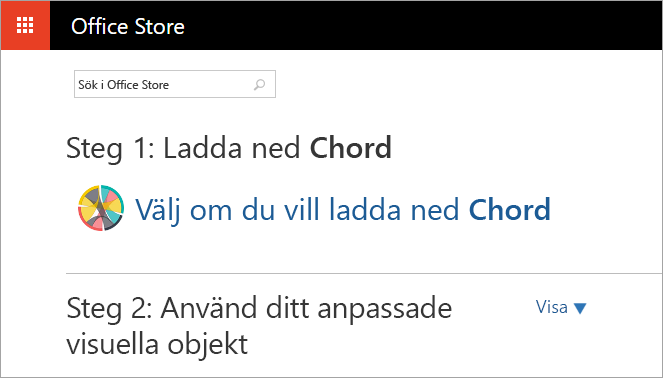 Office Store
Sök i Office Store
Steg 1: Ladda ned Chord
Välj om du vill ladda ned Chord
Steg 2: Använd ditt anpassade
visuella objekt
Visa